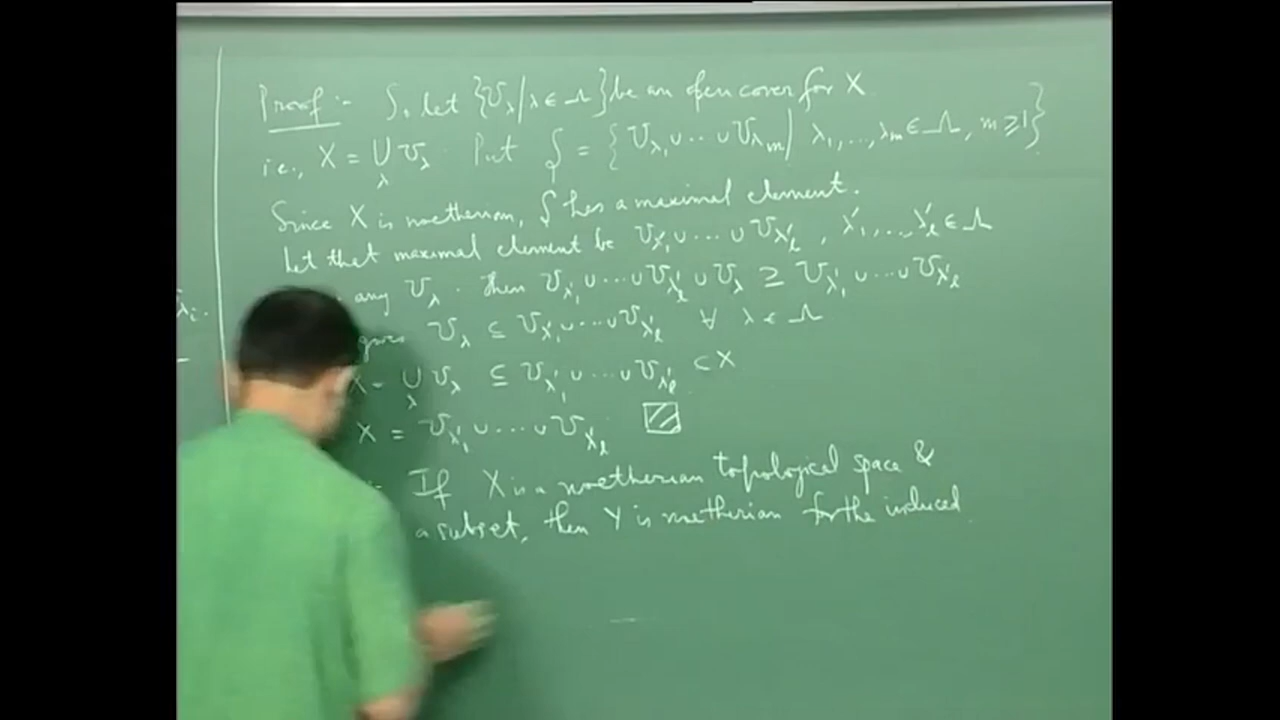 Proof :- So let {U_λ | λ ∈ Λ} be an open cover for X
i.e., X = ⋃_λ U_λ. Put 𝒮 = {U_λ₁ ∪ ⋯ ∪ U_λₘ | λ₁, ..., λₘ ∈ Λ, m ≥ 1}
Since X is noetherian, 𝒮 has a maximal element.
Let that maximal element be U_λ'₁ ∪ ⋯ ∪ U_λ'ₗ, λ'₁, ..., λ'ₗ ∈ Λ
any U_λ. Then U_λ'₁ ∪ ⋯ ∪ U_λ'ₗ ∪ U_λ ⊇ U_λ'₁ ∪ ⋯ ∪ U_λ'ₗ
gives U_λ ⊆ U_λ'₁ ∪ ⋯ ∪ U_λ'ₗ ∀ λ ∈ Λ
X = ⋃_λ U_λ ⊆ U_λ'₁ ∪ ⋯ ∪ U_λ'ₗ ⊂ X
X = U_λ'₁ ∪ ⋯ ∪ U_λ'ₗ
If X is a noetherian topological space &
a subset, then Y is noetherian for the induced
λᵢ.